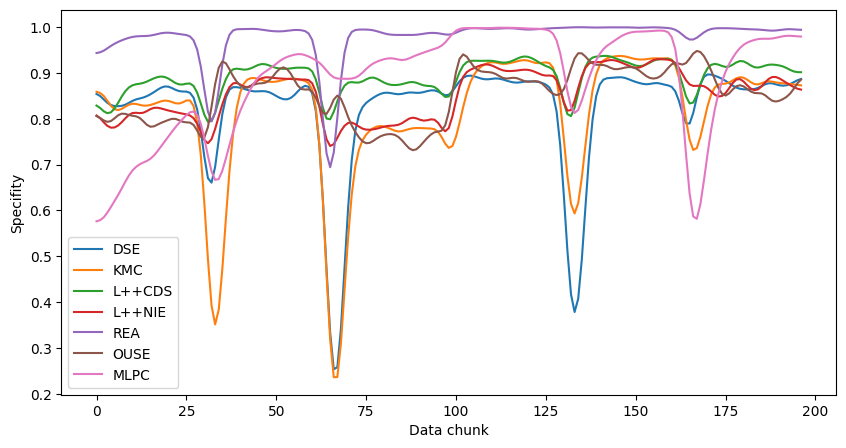 1.0
0.9
0.8
0.7
0.6
0.5
0.4
0.3
0.2
Specifity
DSE
KMC
L++CDS
L++NIE
REA
OUSE
MLPC
0 25 50 75 100 125 150 175 200
Data chunk